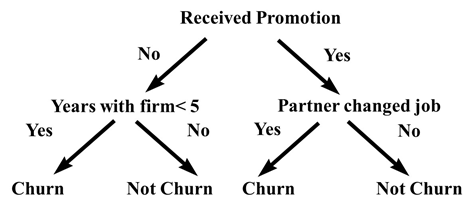 Received Promotion
No
Yes
Years with firm< 5
Partner changed job
Yes
No
Yes
No
Churn
Not Churn
Churn
Not Churn